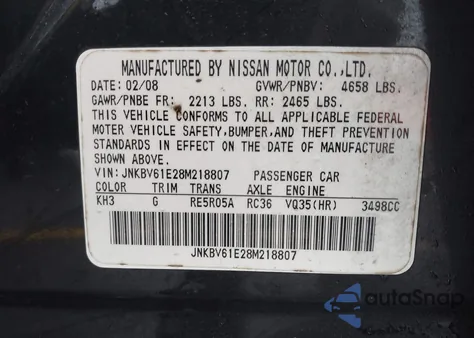 MANUFACTURED BY NISSAN MOTOR CO.,LTD.
DATE: 02/08 GVWR/PNBV: 4658 LBS.
GAWR/PNBE FR: 2213 LBS. RR: 2465 LBS.
THIS VEHICLE CONFORMS TO ALL APPLICABLE FEDERAL
MOTOR VEHICLE SAFETY, BUMPER, AND THEFT PREVENTION
STANDARDS IN EFFECT ON THE DATE OF MANUFACTURE
SHOWN ABOVE.
VIN: JNKBV61E28M218807 PASSENGER CAR
COLOR TRIM TRANS AXLE ENGINE
KH3 G RE5R05A RC36 VQ35(HR) 3498CC
JNKBV61E28M218807
autoSnap